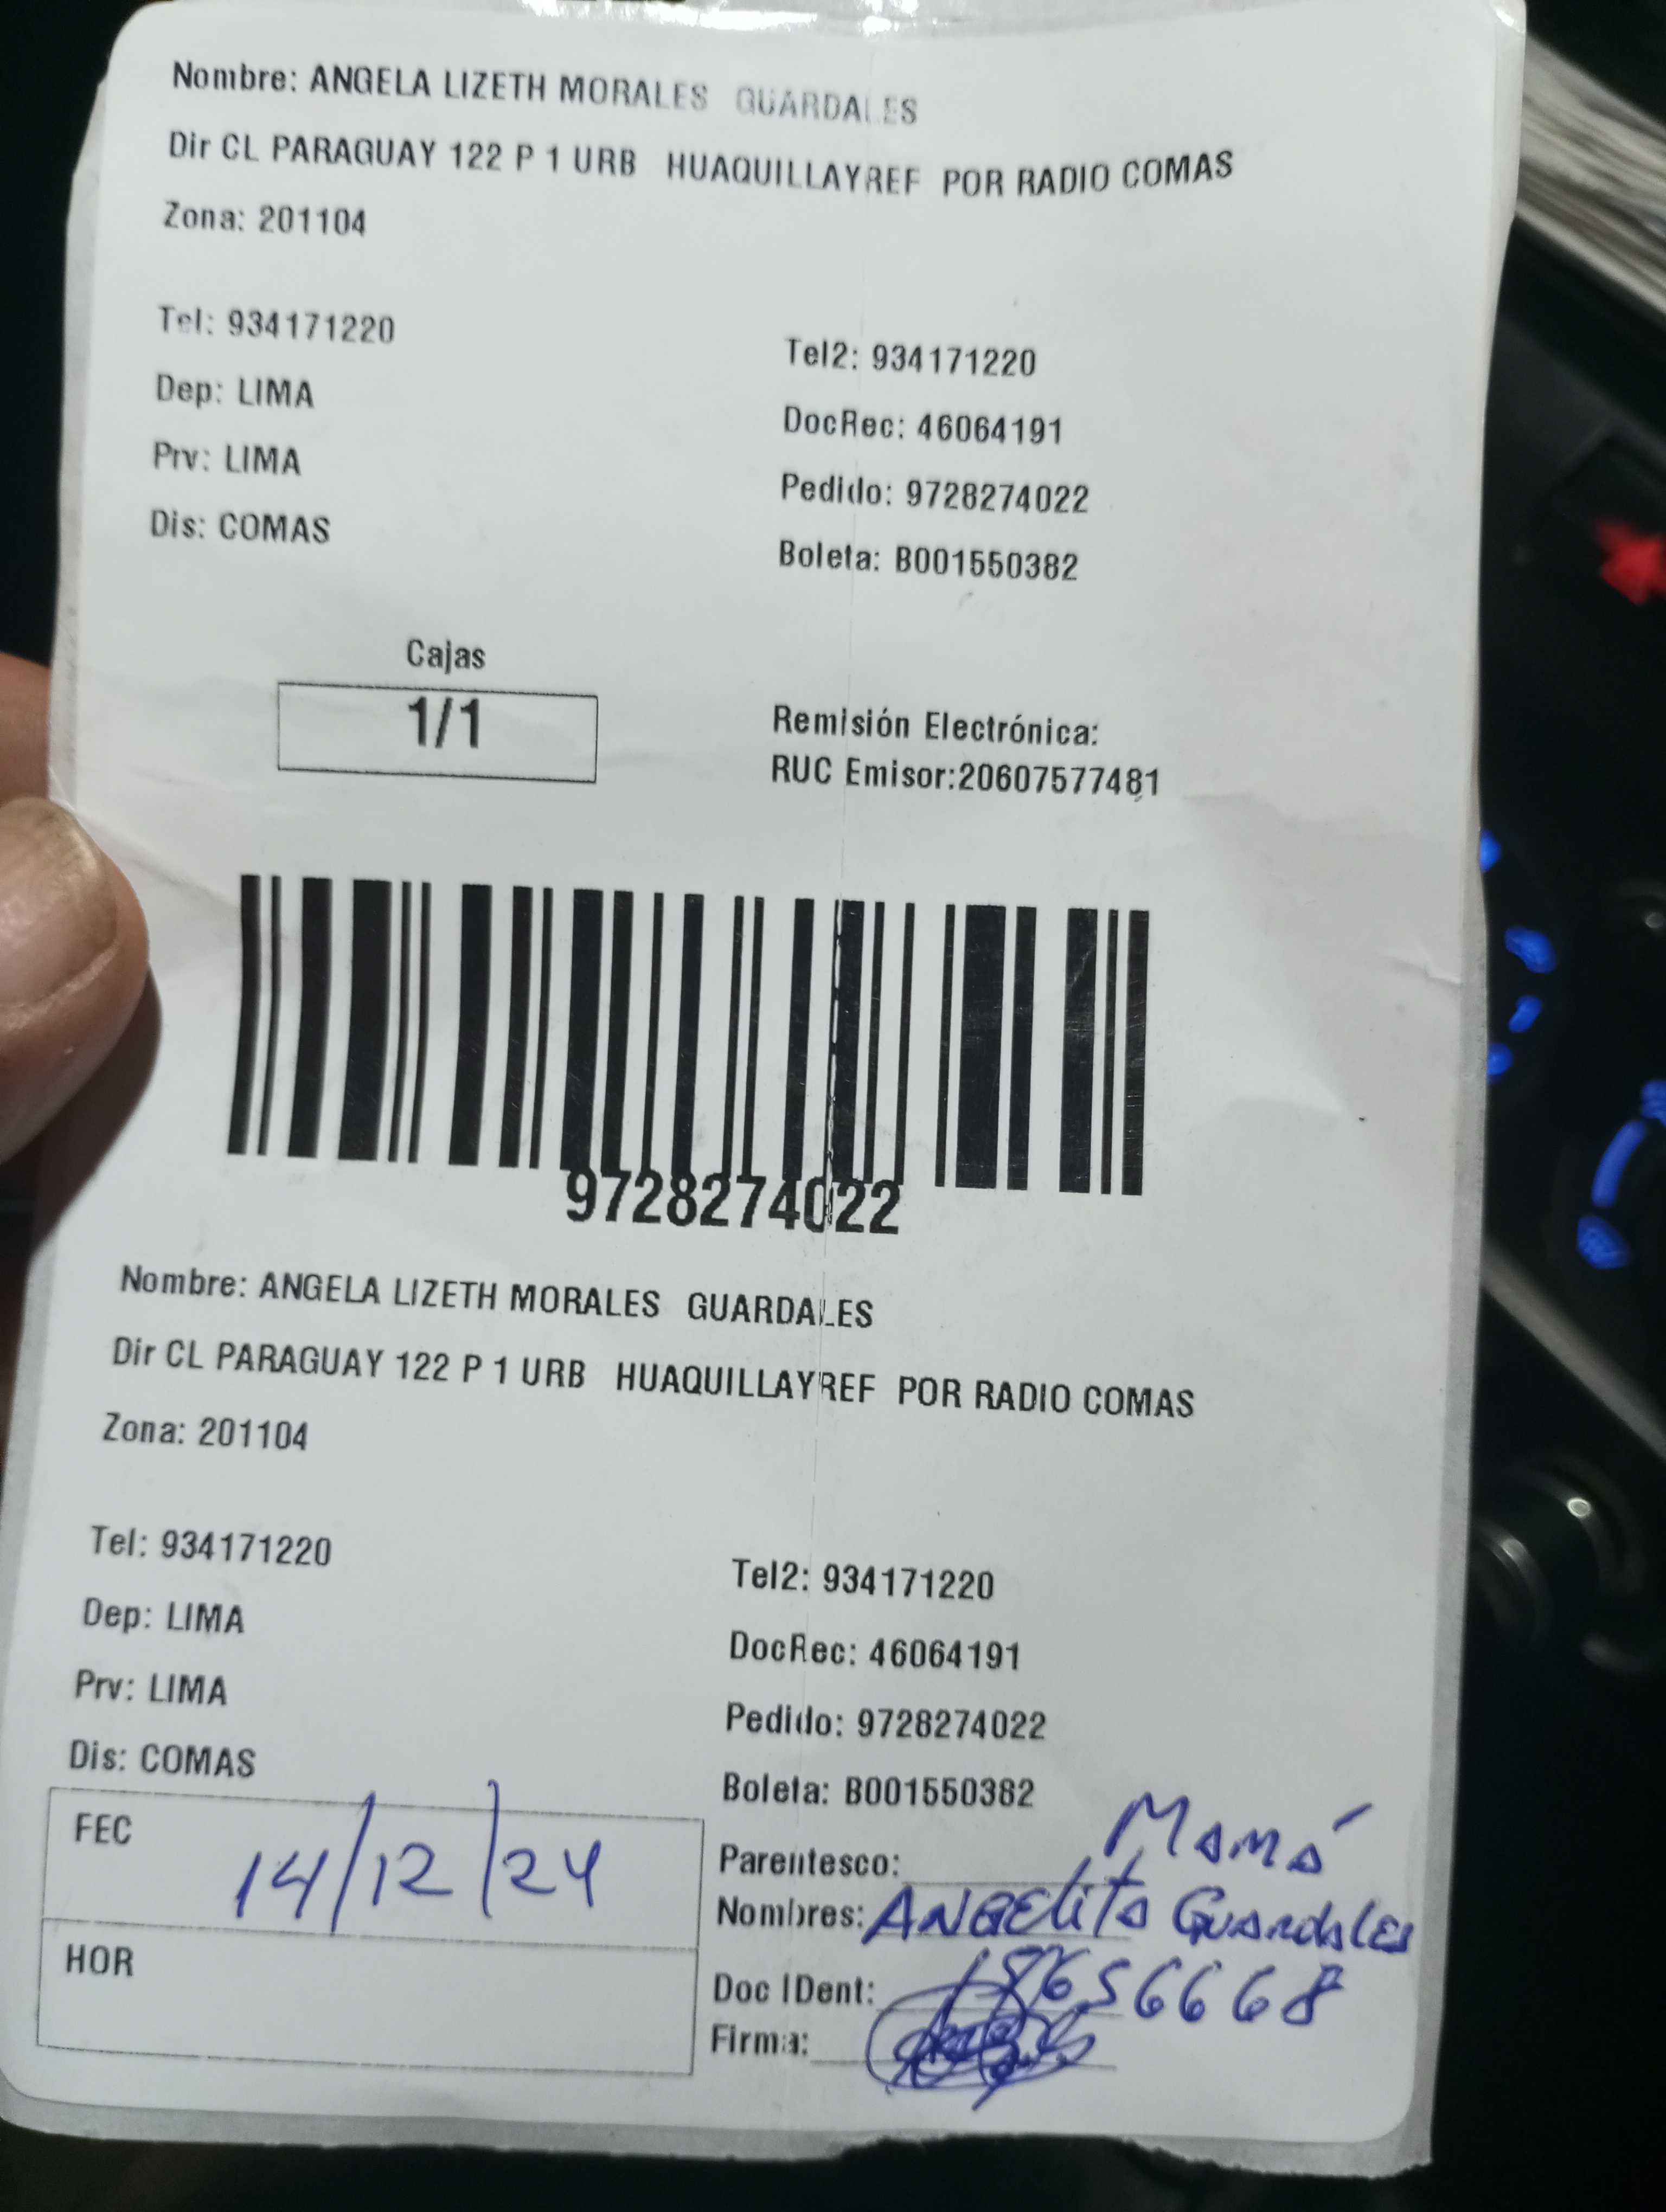 Nombre: ANGELA LIZETH MORALES GUARDALES
Dir CL PARAGUAY 122 P 1 URB HUAQUILLAYREF POR RADIO COMAS
Zona: 201104
Tel: 934171220
Tel2: 934171220
Dep: LIMA
DocRec: 46064191
Prv: LIMA
Pedido: 9728274022
Dis: COMAS
Boleta: B001550382
Cajas
1/1
Remisión Electrónica:
RUC Emisor:20607577481
9728274022
Nombre: ANGELA LIZETH MORALES GUARDALES
Dir CL PARAGUAY 122 P 1 URB HUAQUILLAYREF POR RADIO COMAS
Zona: 201104
Tel: 934171220
Tel2: 934171220
Dep: LIMA
DocRec: 46064191
Prv: LIMA
Pedido: 9728274022
Dis: COMAS
Boleta: B001550382
FEC 14/12/24
Parentesco: Mamá
Nombres: ANGElita Guardales
HOR
Doc IDent:
Firma: